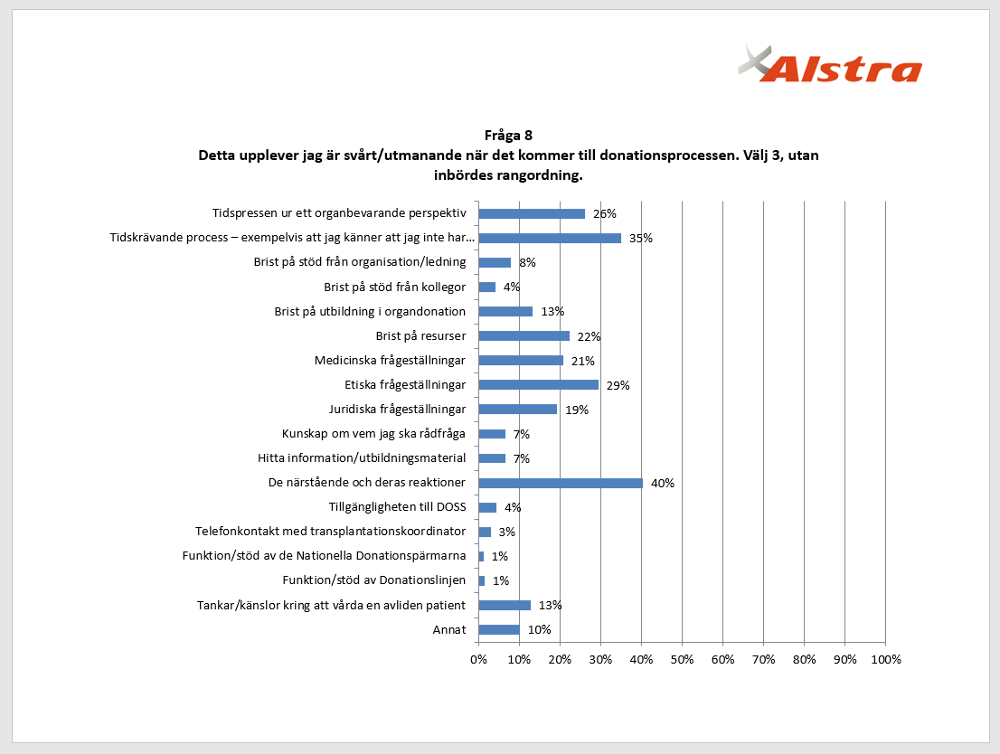 Alstra
Fråga 8
Detta upplever jag är svårt/utmanande när det kommer till donationsprocessen. Välj 3, utan
inbördes rangordning.
Tidspressen ur ett organbevarande perspektiv 26%
Tidskrävande process – exempelvis att jag känner att jag inte har... 35%
Brist på stöd från organisation/ledning 8%
Brist på stöd från kollegor 4%
Brist på utbildning i organdonation 13%
Brist på resurser 22%
Medicinska frågeställningar 21%
Etiska frågeställningar 29%
Juridiska frågeställningar 19%
Kunskap om vem jag ska rådfråga 7%
Hitta information/utbildningsmaterial 7%
De närstående och deras reaktioner 40%
Tillgängligheten till DOSS 4%
Telefonkontakt med transplantationskoordinator 3%
Funktion/stöd av de Nationella Donationspärmarna 1%
Funktion/stöd av Donationslinjen 1%
Tankar/känslor kring att vårda en avliden patient 13%
Annat 10%
0% 10% 20% 30% 40% 50% 60% 70% 80% 90% 100%